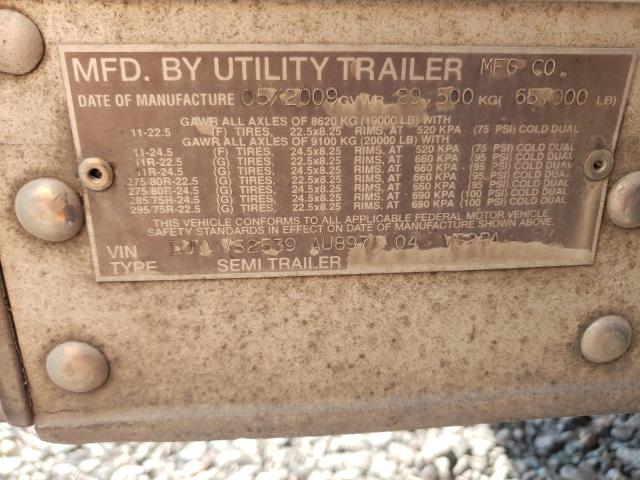 MFD. BY UTILITY TRAILER MFG CO.
DATE OF MANUFACTURE 05/2009 GVWR 29,500 KG( 65,000 LB)
GAWR ALL AXLES OF 8620 KG (19000 LB) WITH
11-22.5 (F) TIRES, 22.5x8.25 RIMS, AT 520 KPA (75 PSI) COLD DUAL
GAWR ALL AXLES OF 9100 KG (20000 LB) WITH
11-24.5 (F) TIRES, 24.5x8.25 RIMS, AT 520 KPA (75 PSI) COLD DUAL
11R-22.5 (G) TIRES, 22.5x8.25 RIMS, AT 660 KPA (95 PSI) COLD DUAL
11R-24.5 (G) TIRES, 24.5x8.25 RIMS, AT 660 KPA (95 PSI) COLD DUAL
275/80R-22.5 (G) TIRES, 22.5x8.25 RIMS, AT 660 KPA (95 PSI) COLD DUAL
275/80R-24.5 (G) TIRES, 24.5x8.25 RIMS, AT 660 KPA (95 PSI) COLD DUAL
285/75R-24.5 (G) TIRES, 24.5x8.25 RIMS, AT 690 KPA (100 PSI) COLD DUAL
295/75R-22.5 (G) TIRES, 22.5x8.25 RIMS, AT 690 KPA (100 PSI) COLD DUAL
THIS VEHICLE CONFORMS TO ALL APPLICABLE FEDERAL MOTOR VEHICLE
SAFETY STANDARDS IN EFFECT ON DATE OF MANUFACTURE SHOWN ABOVE.
VIN 04
TYPE SEMI TRAILER